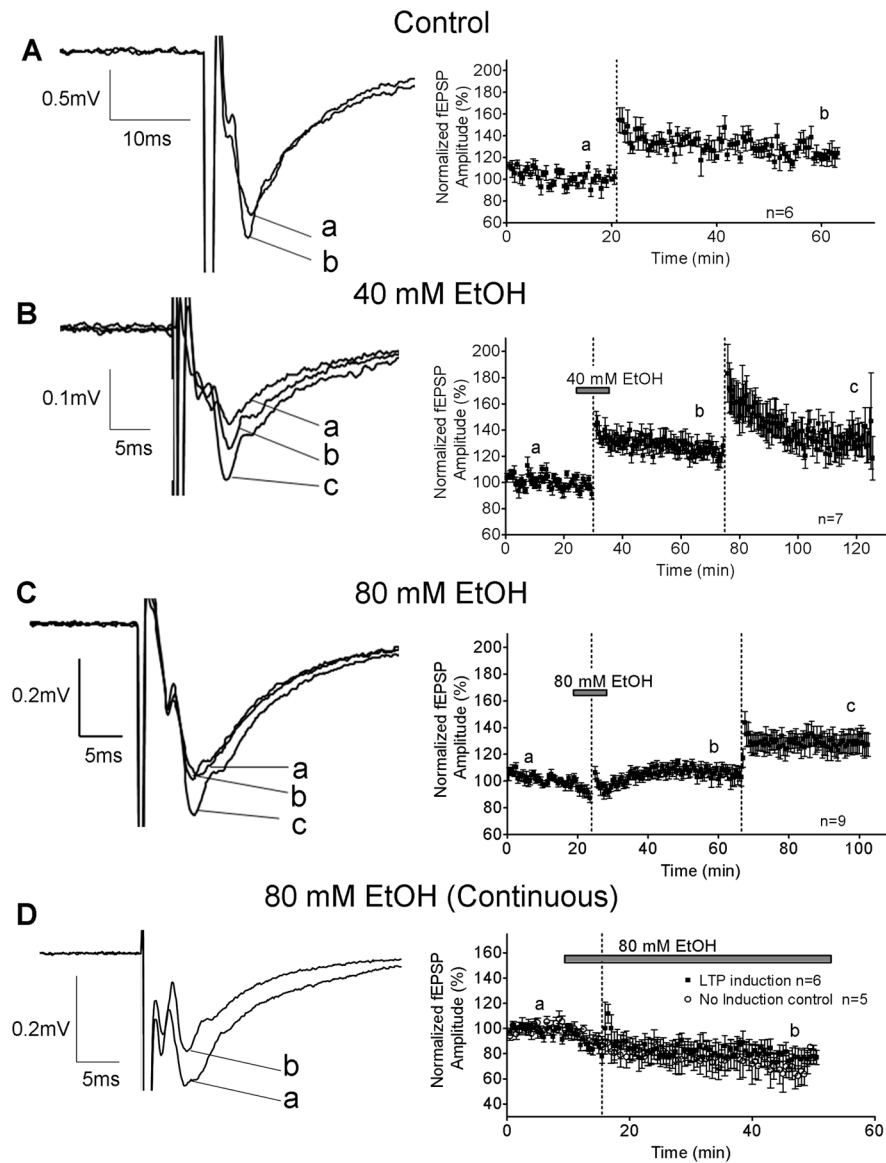 Control
A
0.5mV
10ms
a
b
Normalized fEPSP
Amplitude (%)
200
180
160
140
120
100
80
60
a
b
n=6
0 20 40 60
Time (min)
40 mM EtOH
B
0.1mV
5ms
a
b
c
Normalized fEPSP
Amplitude (%)
200
180
160
140
120
100
80
60
40 mM EtOH
a
b
c
n=7
0 20 40 60 80 100 120
Time (min)
80 mM EtOH
C
0.2mV
5ms
a
b
c
Normalized fEPSP
Amplitude (%)
200
180
160
140
120
100
80
60
80 mM EtOH
a
b
c
n=9
0 20 40 60 80 100
Time (min)
80 mM EtOH (Continuous)
D
0.2mV
5ms
b
a
Normalized fEPSP
Amplitude (%)
160
140
120
100
80
60
40
80 mM EtOH
LTP induction n=6
No Induction control n=5
a
b
0 20 40 60
Time (min)